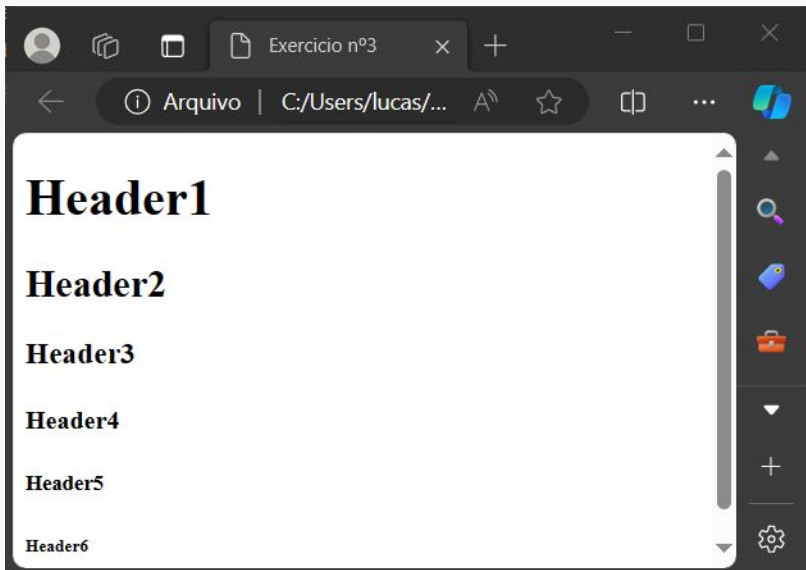 Exercicio nº3
Arquivo | C:/Users/lucas/...
Header1
Header2
Header3
Header4
Header5
Header6